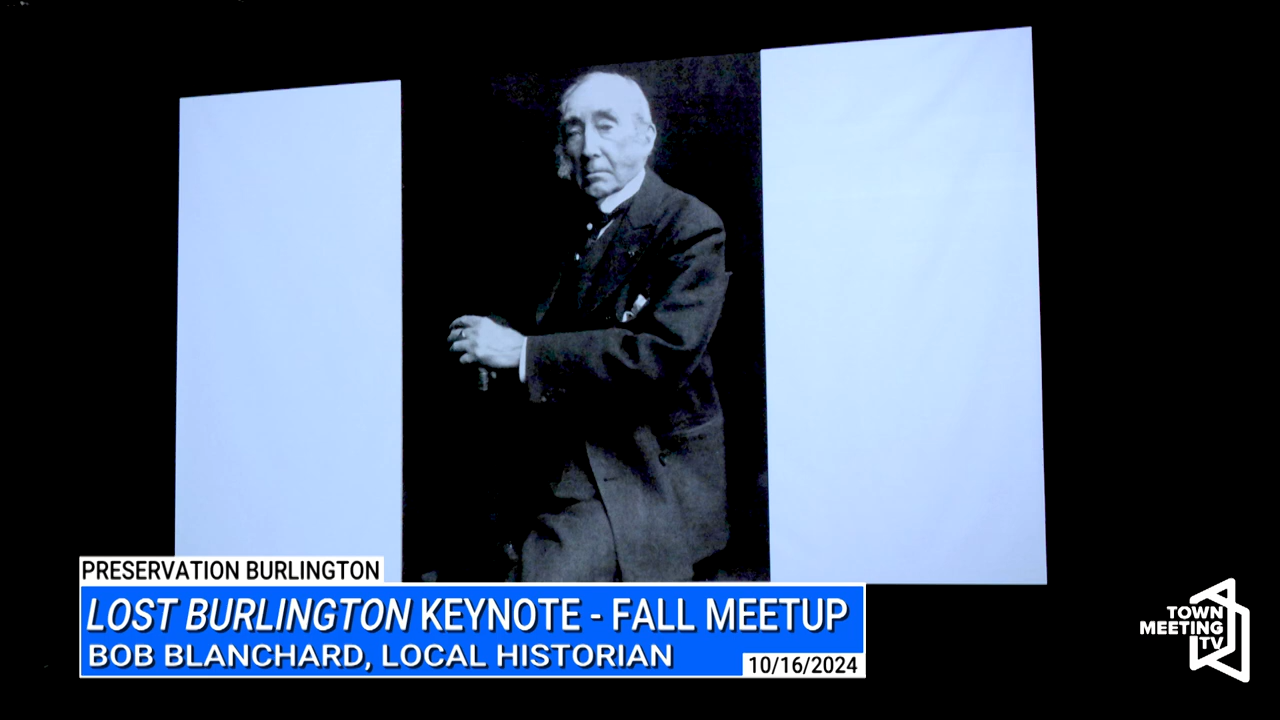 PRESERVATION BURLINGTON
LOST BURLINGTON KEYNOTE - FALL MEETUP
BOB BLANCHARD, LOCAL HISTORIAN
10/16/2024
TOWN
MEETING
TV